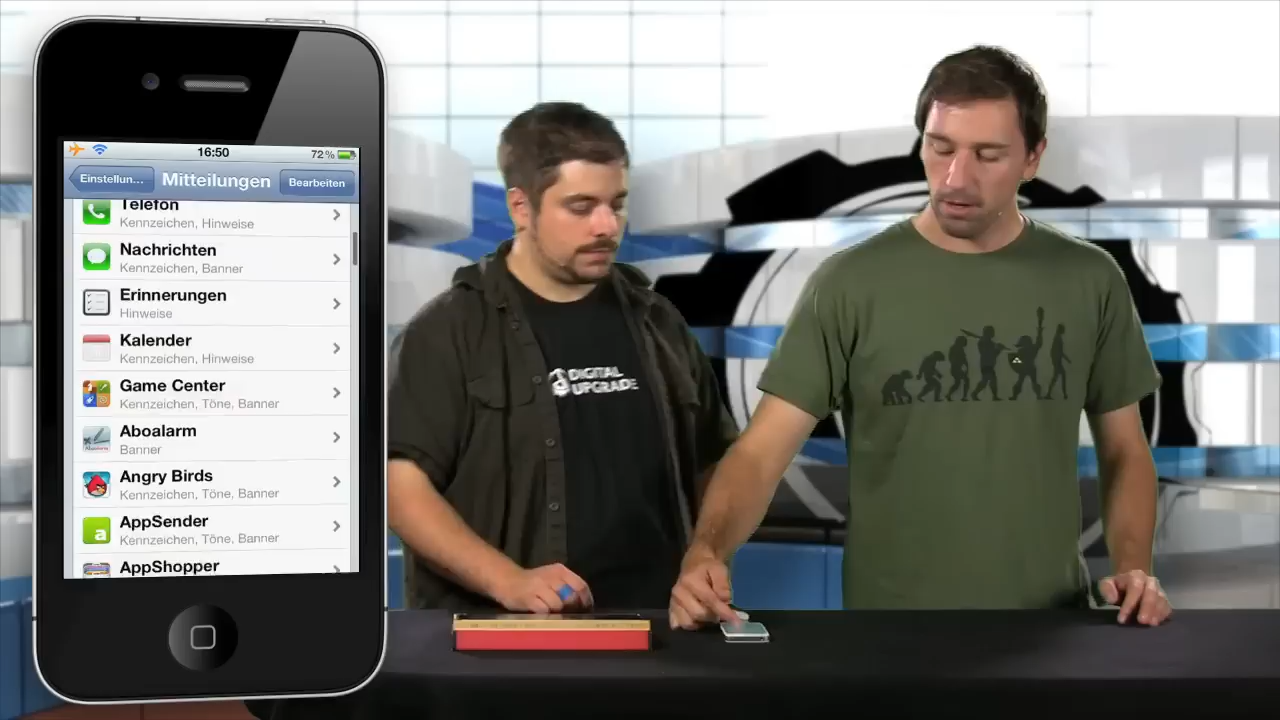 16:50
72%
Einstellun...
Mitteilungen
Bearbeiten
Telefon
Kennzeichen, Hinweise
Nachrichten
Kennzeichen, Banner
Erinnerungen
Hinweise
Kalender
Kennzeichen, Hinweise
Game Center
Kennzeichen, Töne, Banner
Aboalarm
Banner
Angry Birds
Kennzeichen, Töne, Banner
AppSender
Kennzeichen, Töne, Banner
AppShopper
DIGITAL
UPGRADE